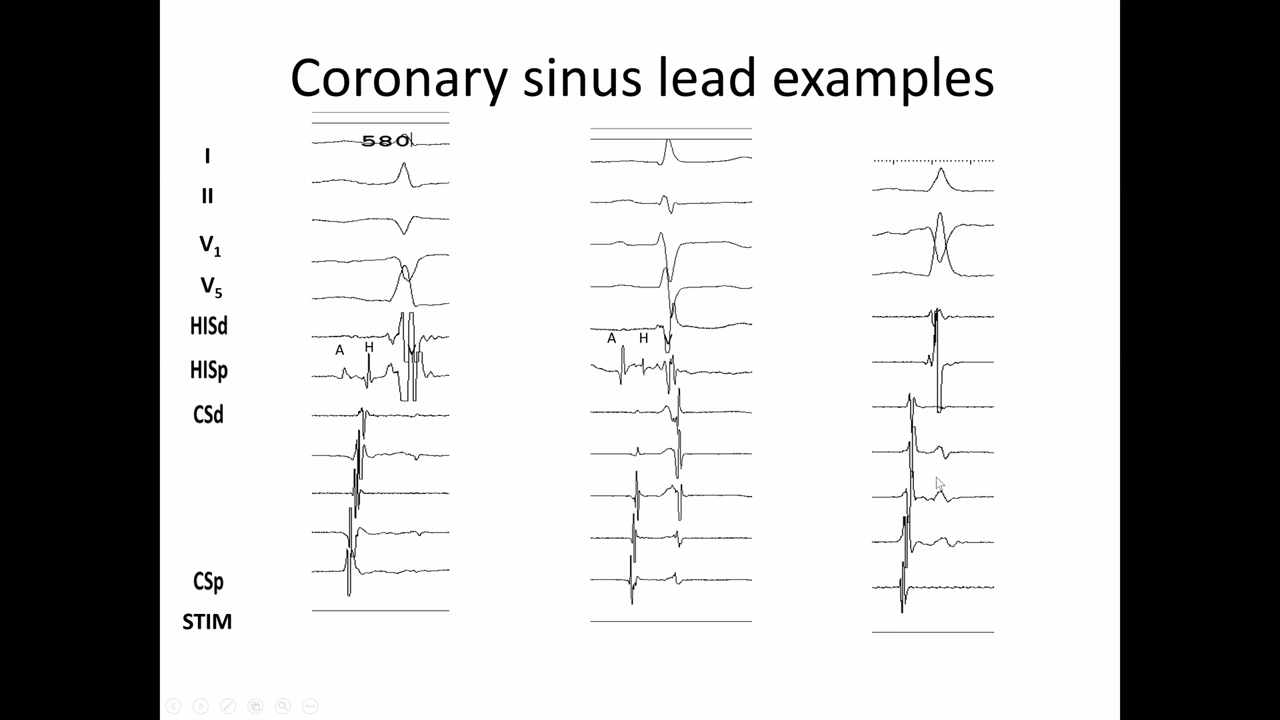 Coronary sinus lead examples
580
I
II
V1
V5
HISd
A H V
A H V
HISp
CSd
CSp
STIM